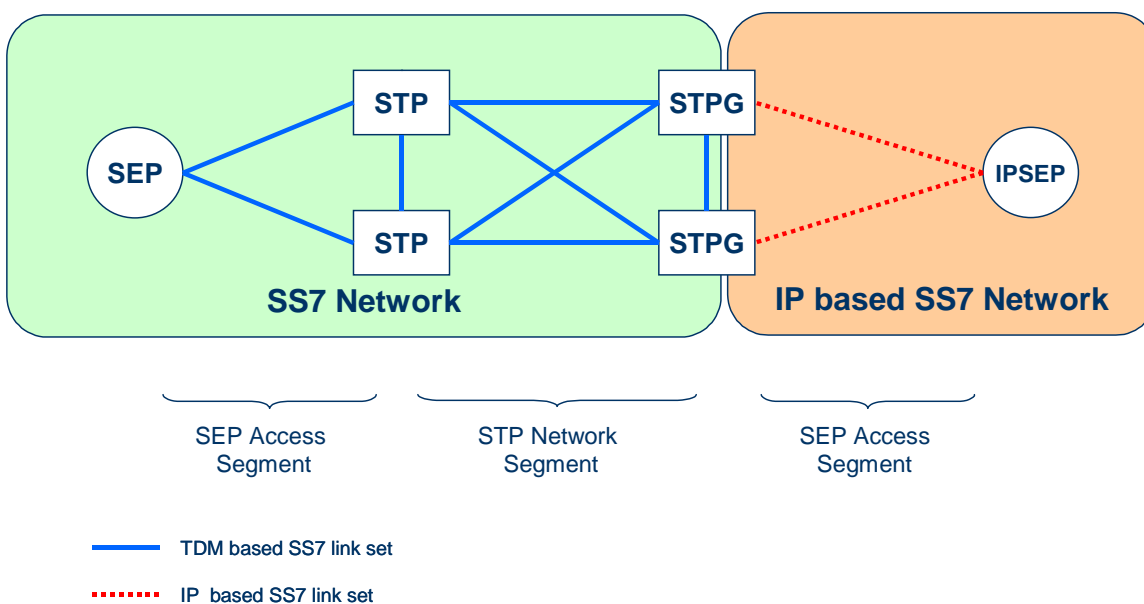 STP
STPG
SEP
IPSEP
STP
STPG
SS7 Network
IP based SS7 Network
SEP Access
Segment
STP Network
Segment
SEP Access
Segment
TDM based SS7 link set
IP based SS7 link set